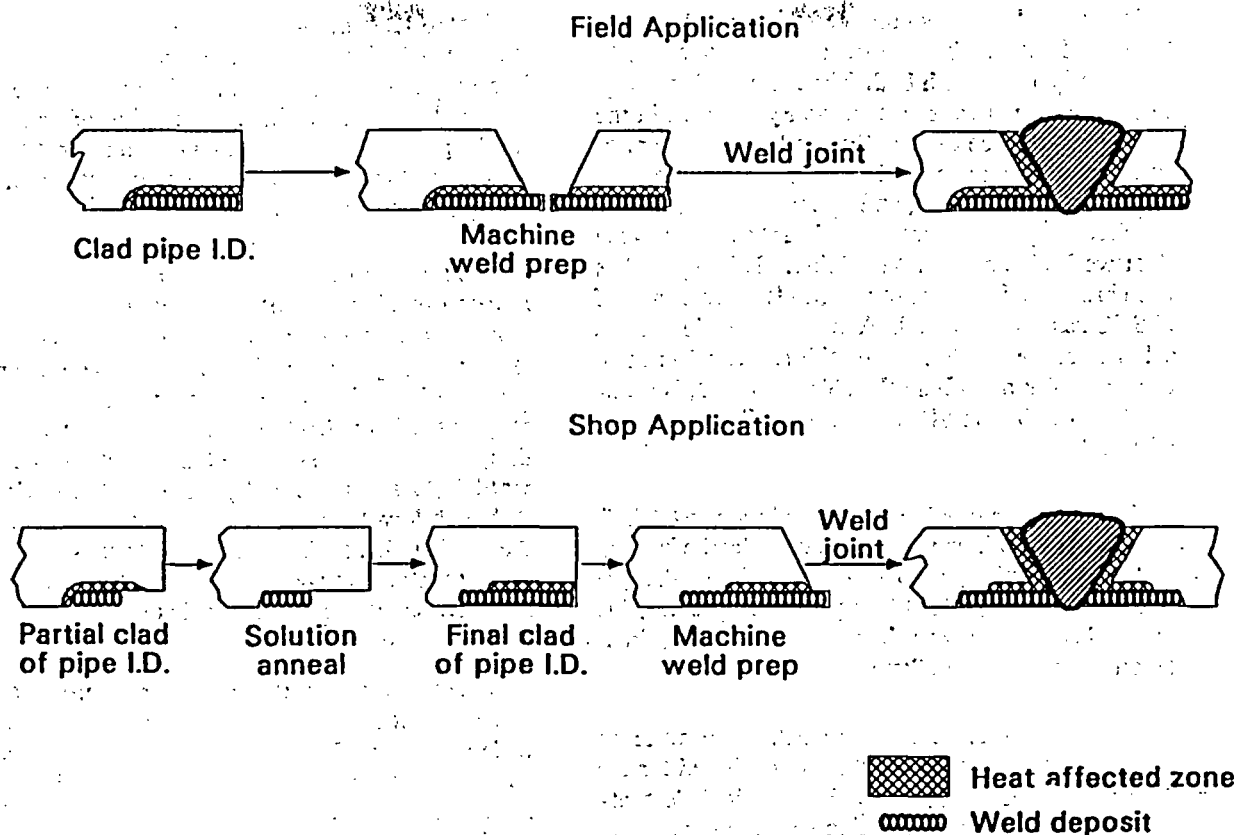 Field Application
Clad pipe I.D.
Machine
weld prep
Weld joint
Shop Application
Partial clad
of pipe I.D.
Solution
anneal
Final clad
of pipe I.D.
Machine
weld prep
Weld
joint
Heat affected zone
Weld deposit